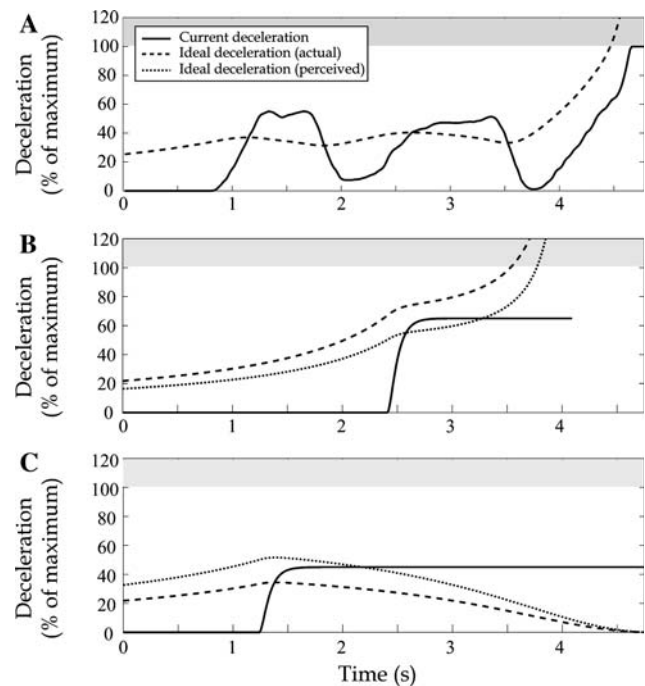 A
120
100
80
60
40
20
0
Deceleration
(% of maximum)
Current deceleration
Ideal deceleration (actual)
Ideal deceleration (perceived)
0 1 2 3 4
B
120
100
80
60
40
20
0
Deceleration
(% of maximum)
0 1 2 3 4
C
120
100
80
60
40
20
0
Deceleration
(% of maximum)
0 1 2 3 4
Time (s)